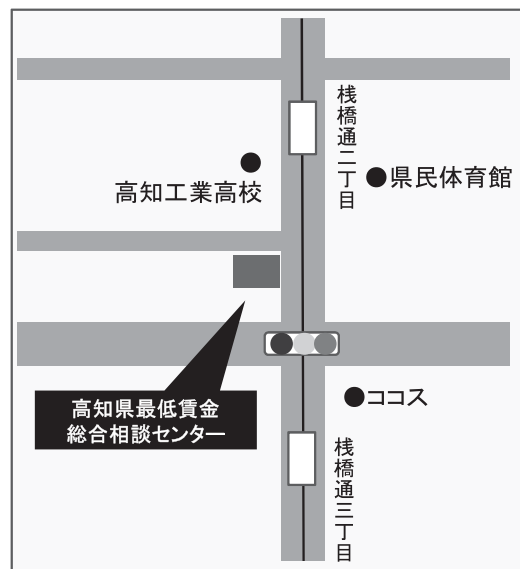 桟橋通二丁目
高知工業高校
県民体育館
高知県最低賃金
総合相談センター
ココス
桟橋通三丁目